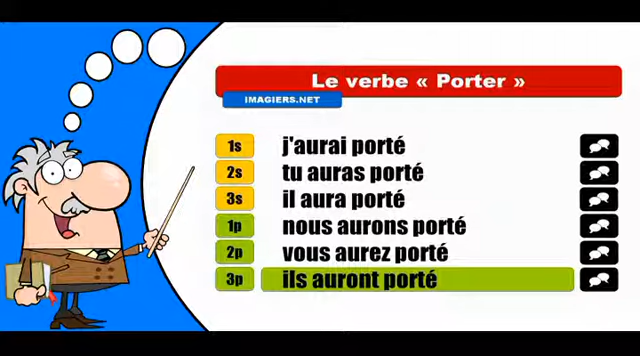 Le verbe « Porter »
IMAGIERS.NET
1s j'aurai porté
2s tu auras porté
3s il aura porté
1p nous aurons porté
2p vous aurez porté
3p ils auront porté